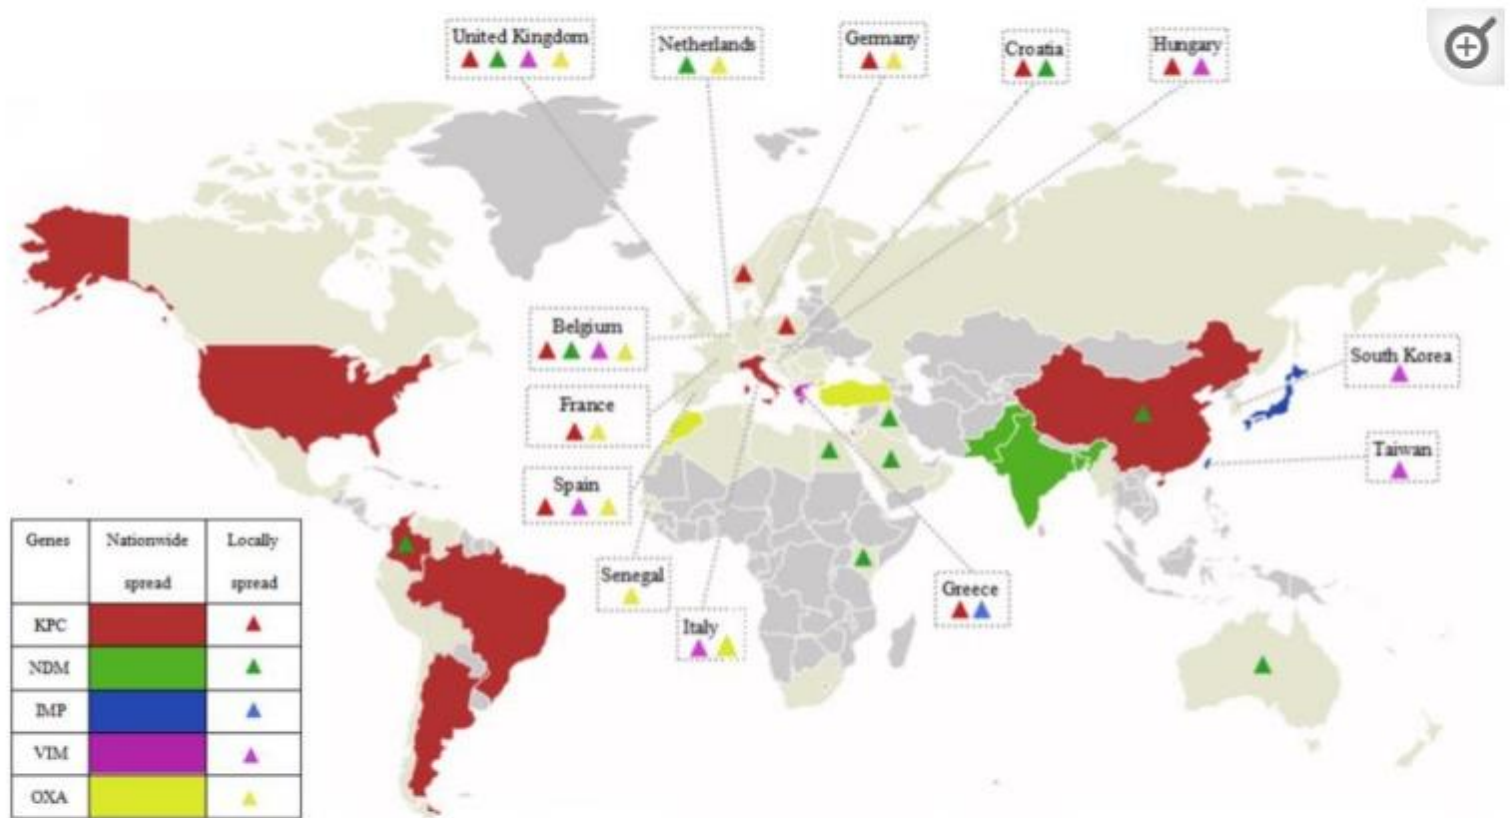 United Kingdom
Netherlands
Germany
Croatia
Hungary
Belgium
South Korea
France
Taiwan
Spain
Senegal
Greece
Italy
Genes Nationwide Locally
spread spread
KPC
NDM
IMP
VIM
OXA